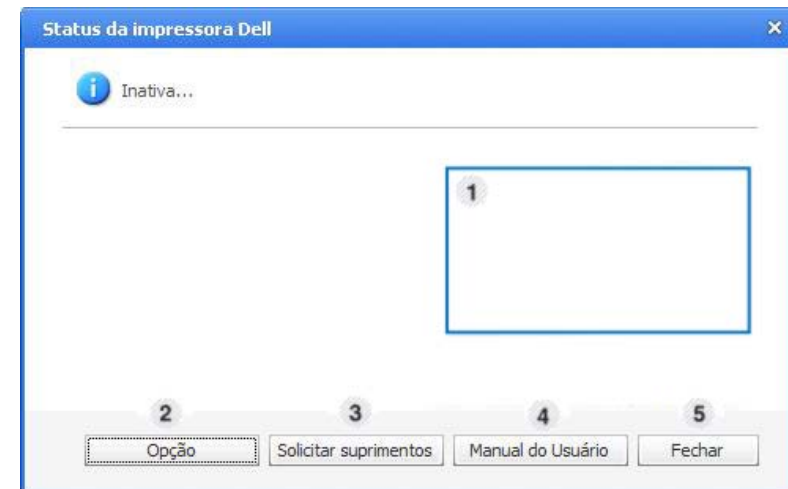 Status da impressora Dell
Inativa...
1
2 3 4 5
Opção Solicitar suprimentos Manual do Usuário Fechar